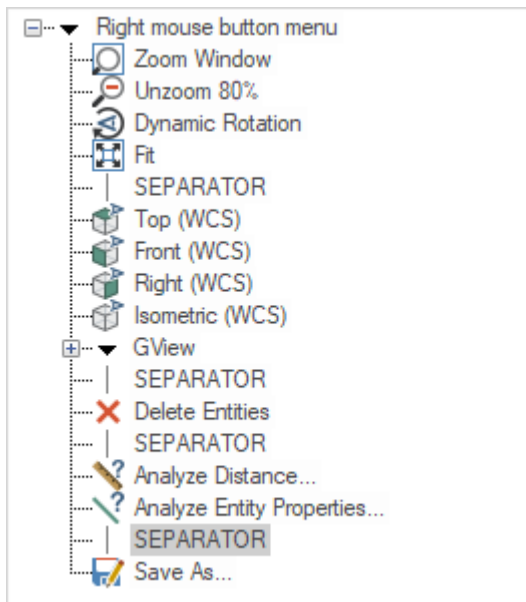 Right mouse button menu
Zoom Window
Unzoom 80%
Dynamic Rotation
Fit
SEPARATOR
Top (WCS)
Front (WCS)
Right (WCS)
Isometric (WCS)
GView
SEPARATOR
Delete Entities
SEPARATOR
Analyze Distance...
Analyze Entity Properties...
SEPARATOR
Save As...